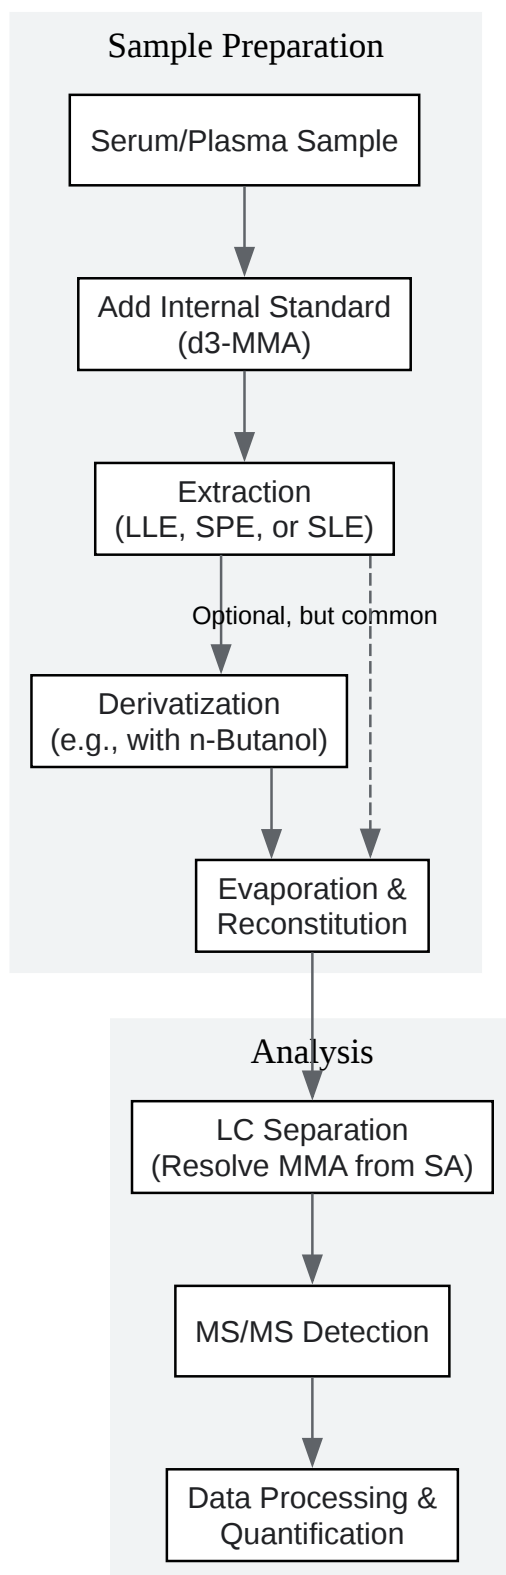 Sample Preparation
Serum/Plasma Sample
Add Internal Standard
(d3-MMA)
Extraction
(LLE, SPE, or SLE)
Optional, but common
Derivatization
(e.g., with n-Butanol)
Evaporation &
Reconstitution
Analysis
LC Separation
(Resolve MMA from SA)
MS/MS Detection
Data Processing &
Quantification